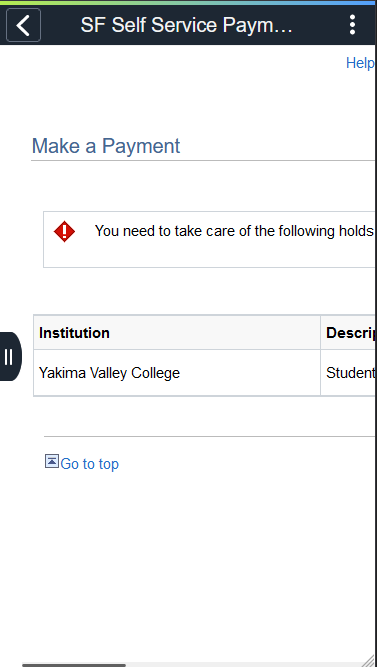 SF Self Service Paym...
Help
Make a Payment
You need to take care of the following holds
Institution
Yakima Valley College
Student
Go to top